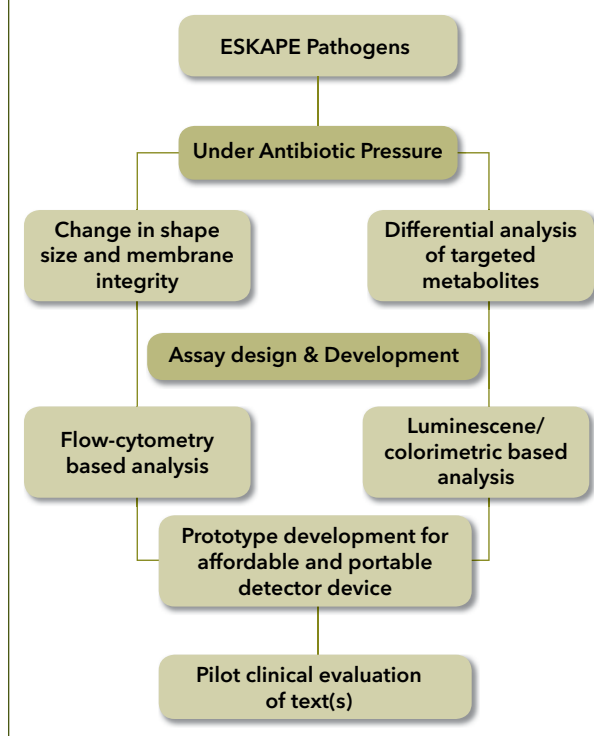 ESKAPE Pathogens
Under Antibiotic Pressure
Change in shape
size and membrane
integrity
Differential analysis
of targeted
metabolites
Assay design & Development
Flow-cytometry
based analysis
Luminescene/
colorimetric based
analysis
Prototype development for
affordable and portable
detector device
Pilot clinical evaluation
of text(s)